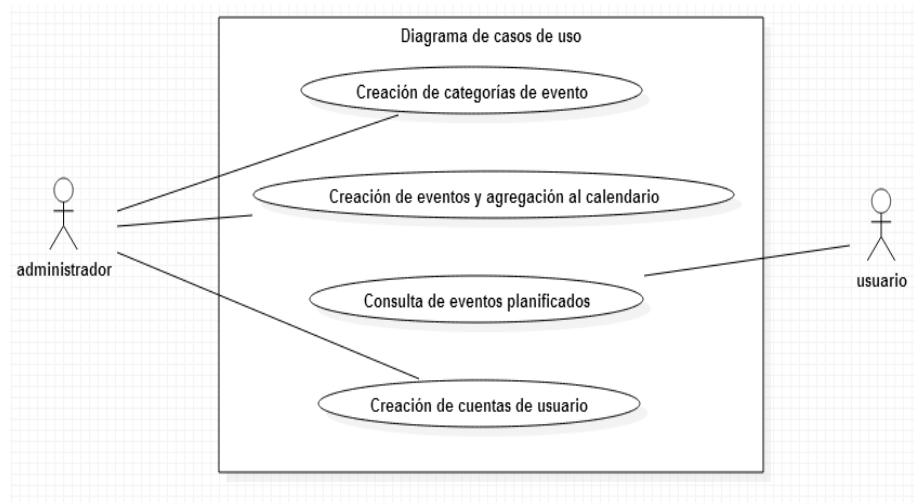 Diagrama de casos de uso
Creación de categorías de evento
Creación de eventos y agregación al calendario
administrador
usuario
Consulta de eventos planificados
Creación de cuentas de usuario